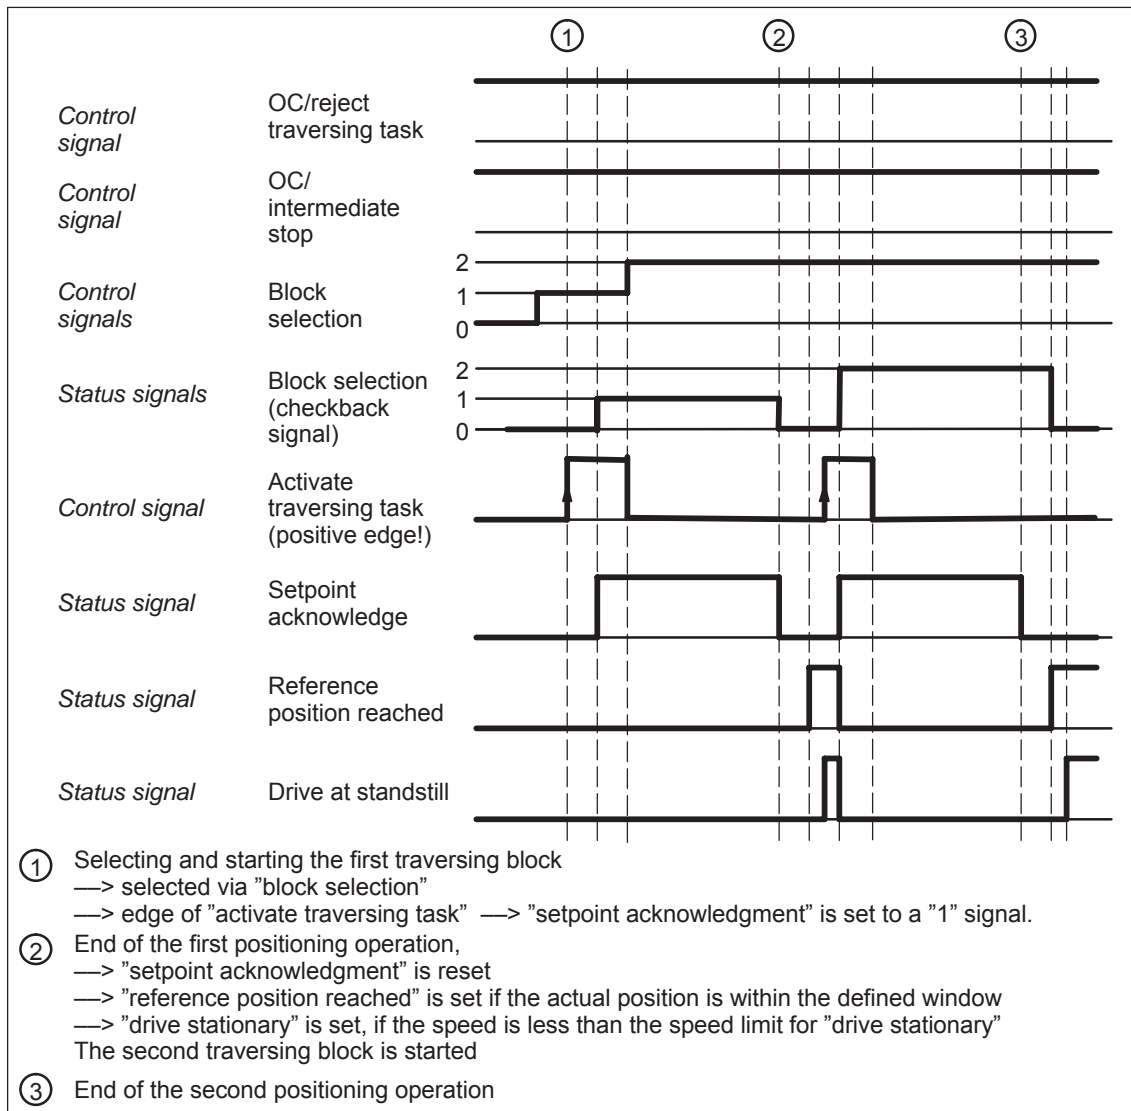 1 2 3
Control signal
OC/reject
traversing task
Control signal
OC/
intermediate
stop
Control signals
Block
selection
2
1
0
Status signals
Block selection
(checkback
signal)
2
1
0
Control signal
Activate
traversing task
(positive edge!)
Status signal
Setpoint
acknowledge
Status signal
Reference
position reached
Status signal
Drive at standstill
1 Selecting and starting the first traversing block
––> selected via ”block selection”
––> edge of ”activate traversing task” ––> ”setpoint acknowledgment” is set to a ”1” signal.
2 End of the first positioning operation,
––> ”setpoint acknowledgment” is reset
––> ”reference position reached” is set if the actual position is within the defined window
––> ”drive stationary” is set, if the speed is less than the speed limit for ”drive stationary”
The second traversing block is started
3 End of the second positioning operation